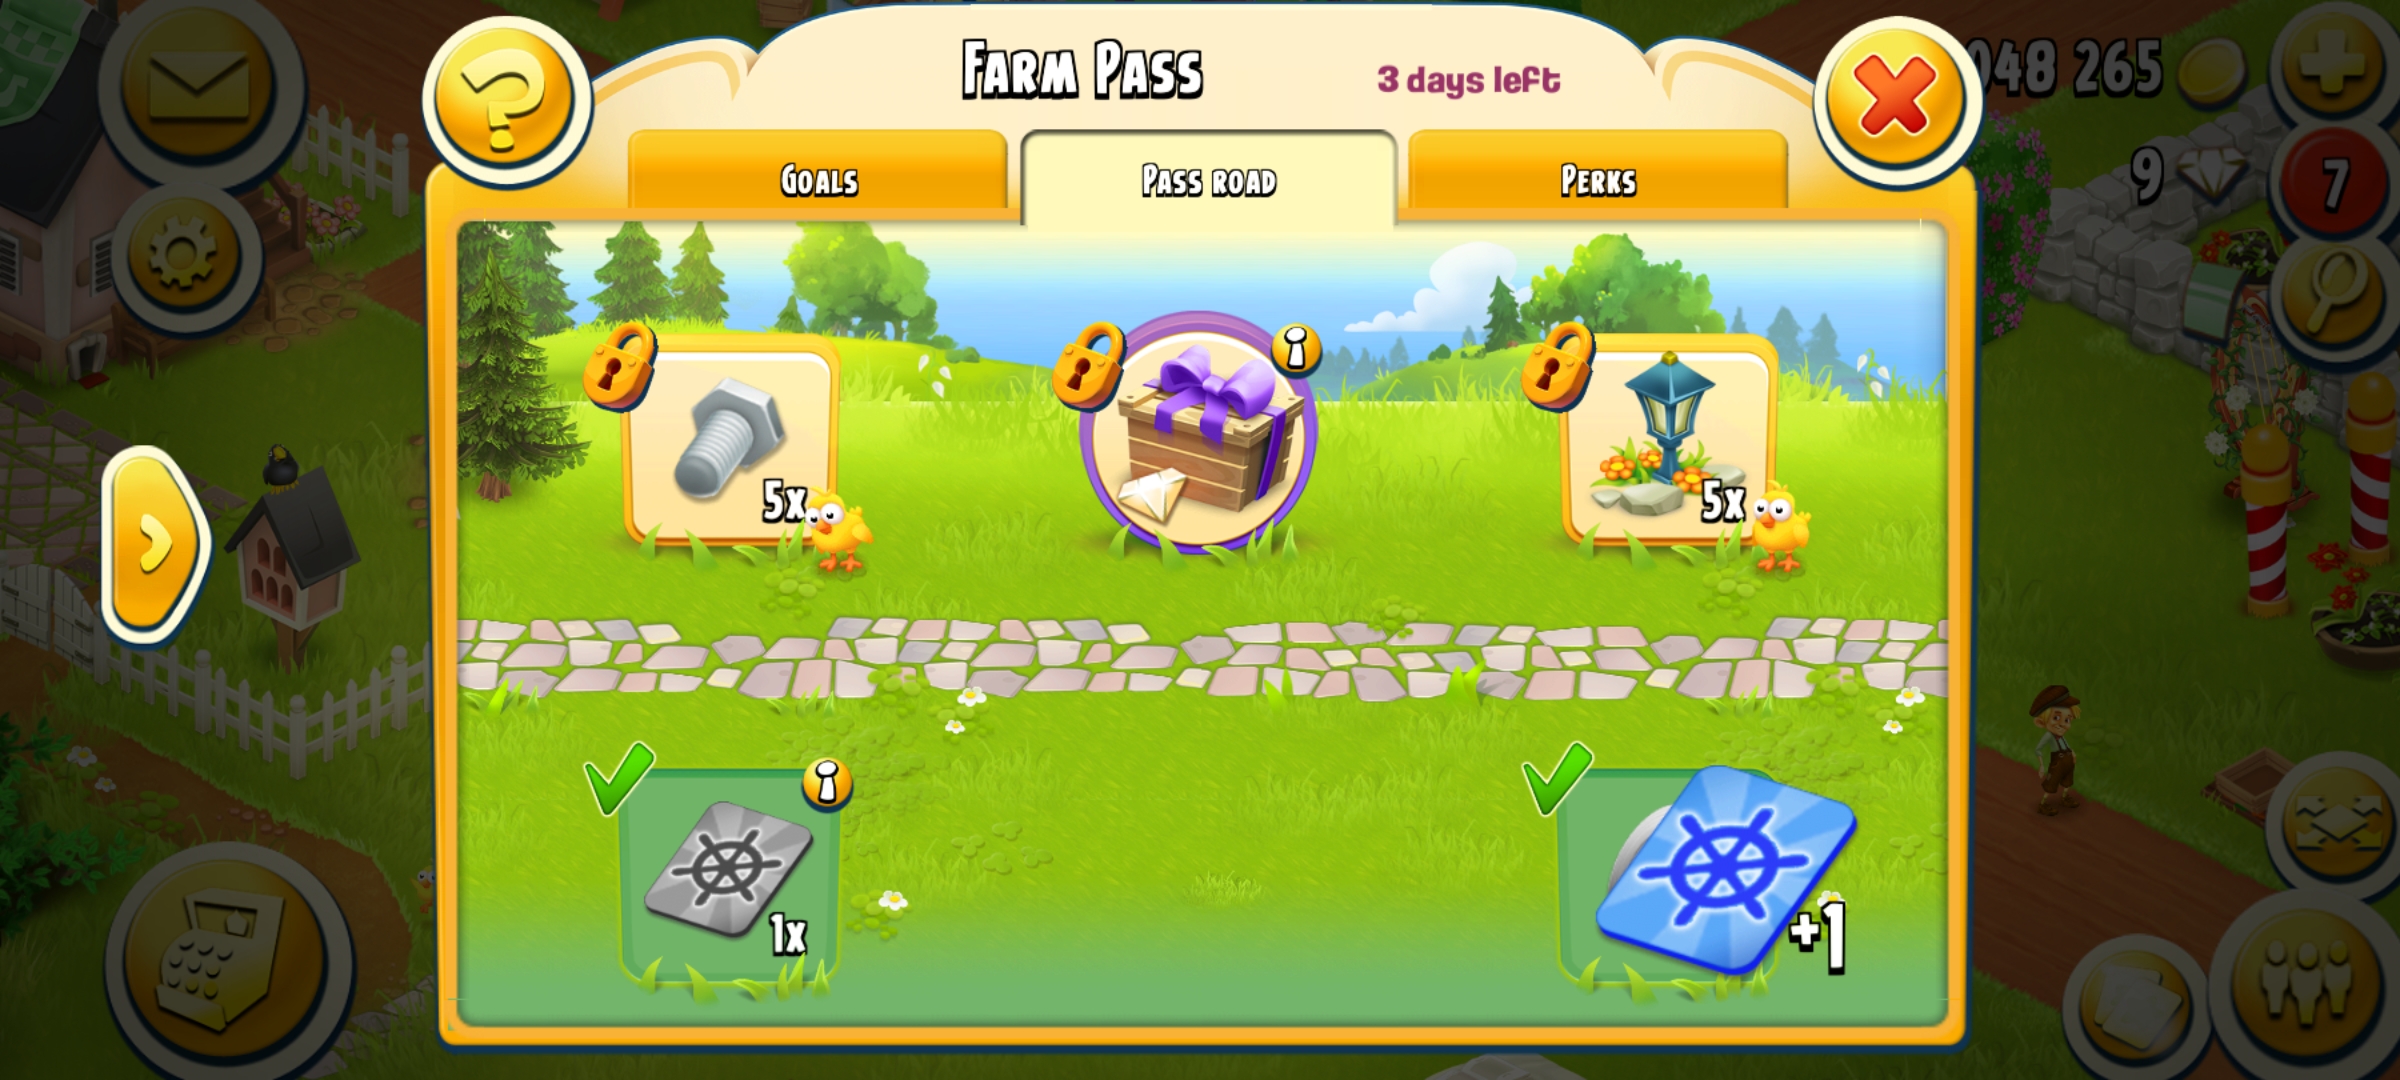 FARM PASS
3 days left
048 265
GOALS
PASS ROAD
PERKS
9
7
5x
5x
1x
+1